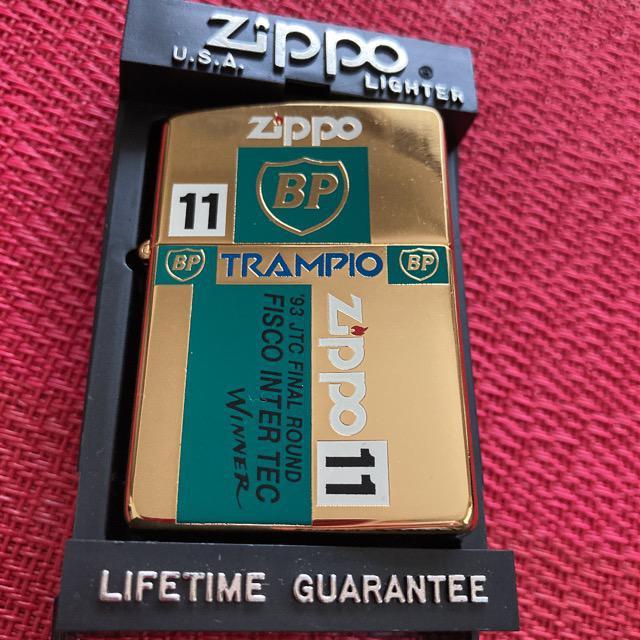 Zippo
U.S.A. ® LIGHTER
Zippo
11
BP
BP TRAMPIO BP
'93 JTC FINAL ROUND
FISCO INTER TEC
WINNER
Zippo 11
LIFETIME GUARANTEE